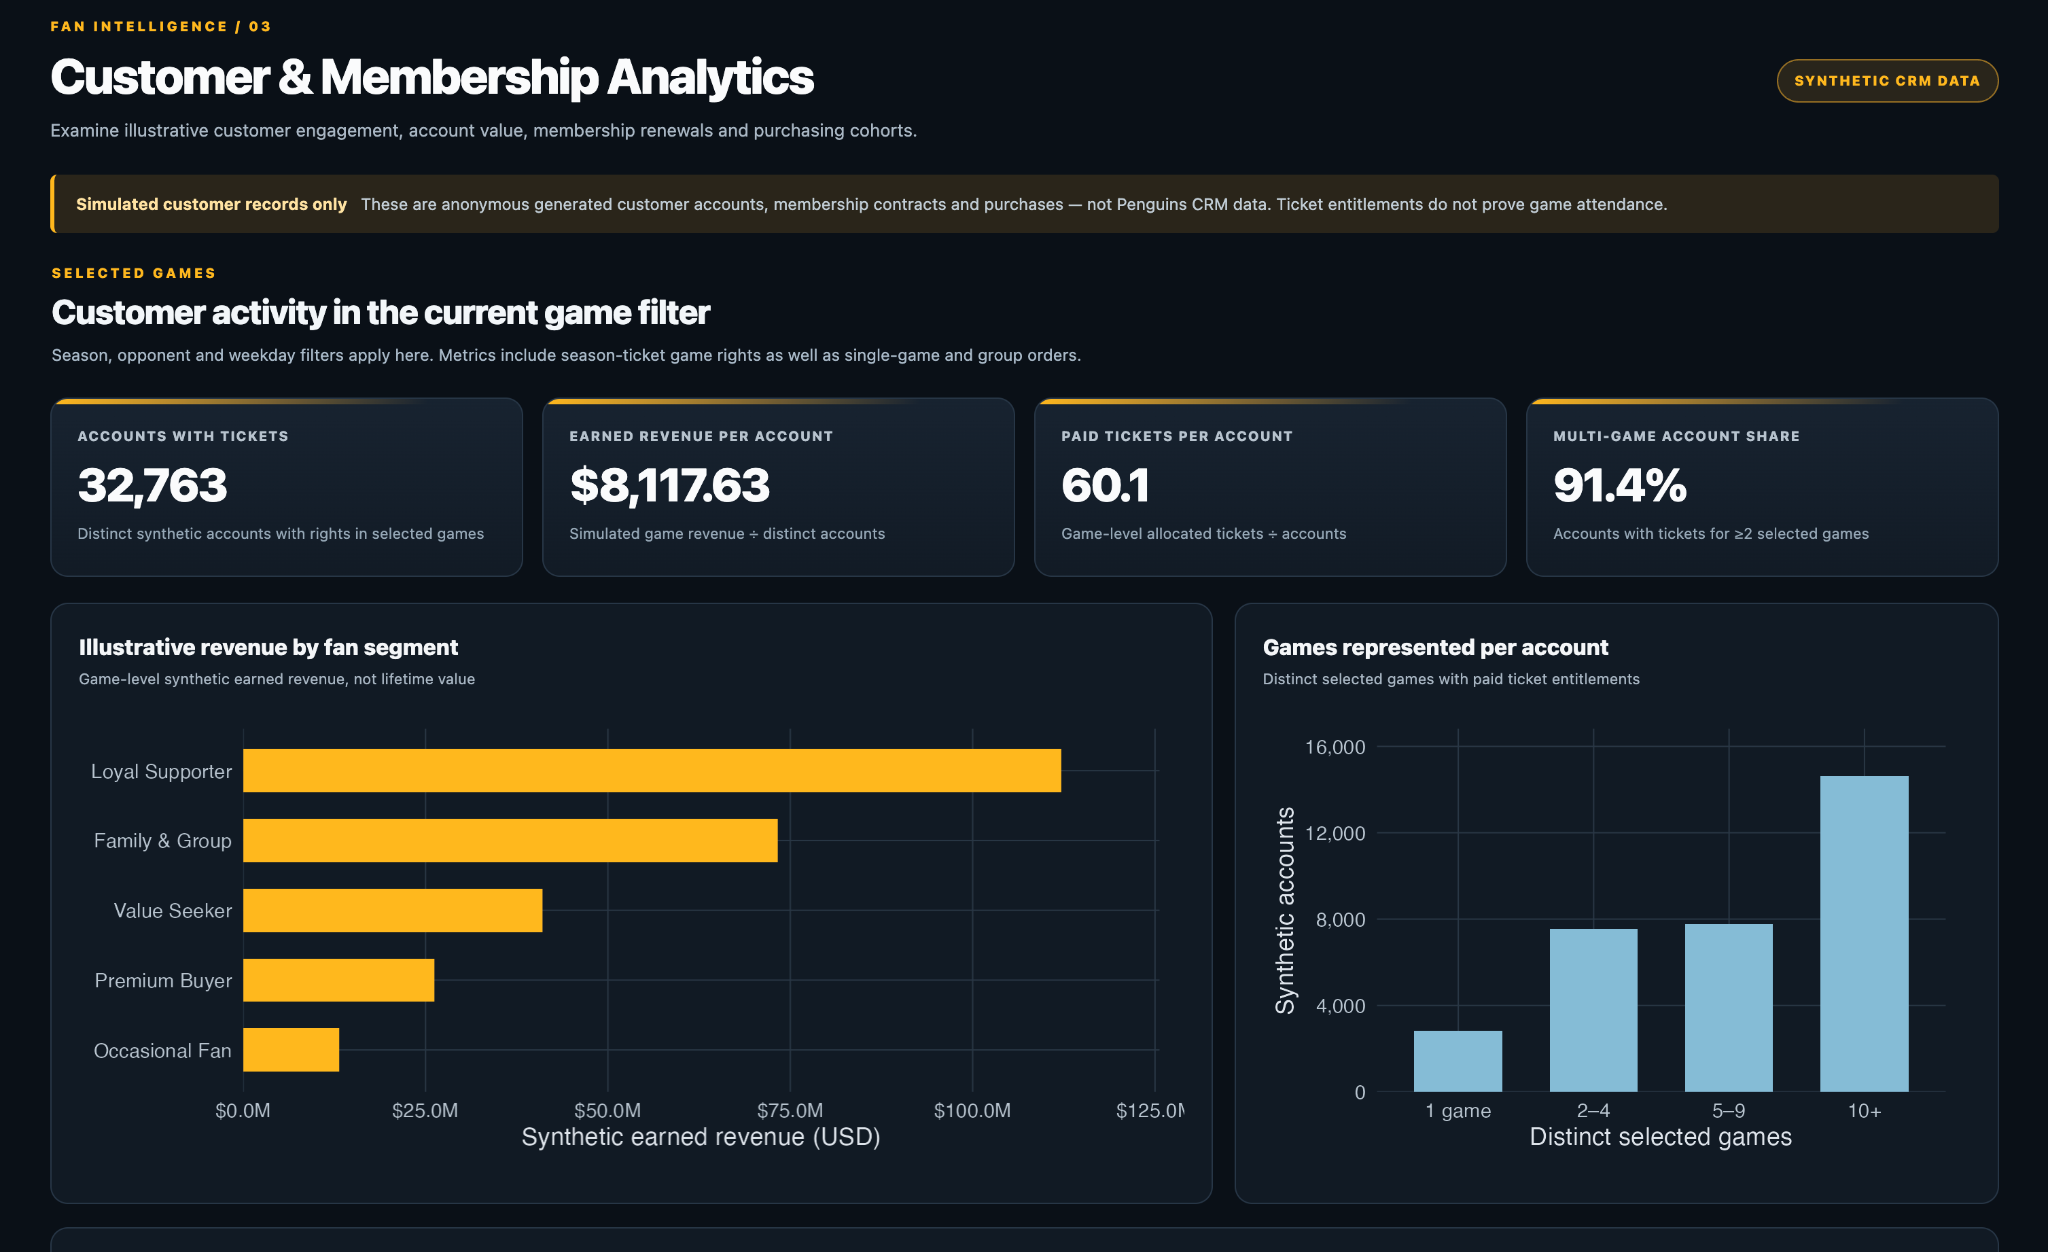 FAN INTELLIGENCE / 03
Customer & Membership Analytics
SYNTHETIC CRM DATA
Examine illustrative customer engagement, account value, membership renewals and purchasing cohorts.
Simulated customer records only These are anonymous generated customer accounts, membership contracts and purchases — not Penguins CRM data. Ticket entitlements do not prove game attendance.
SELECTED GAMES
Customer activity in the current game filter
Season, opponent and weekday filters apply here. Metrics include season-ticket game rights as well as single-game and group orders.
ACCOUNTS WITH TICKETS
32,763
Distinct synthetic accounts with rights in selected games
EARNED REVENUE PER ACCOUNT
$8,117.63
Simulated game revenue ÷ distinct accounts
PAID TICKETS PER ACCOUNT
60.1
Game-level allocated tickets ÷ accounts
MULTI-GAME ACCOUNT SHARE
91.4%
Accounts with tickets for ≥2 selected games
Illustrative revenue by fan segment
Game-level synthetic earned revenue, not lifetime value
Loyal Supporter
Family & Group
Value Seeker
Premium Buyer
Occasional Fan
$0.0M $25.0M $50.0M $75.0M $100.0M $125.0M
Synthetic earned revenue (USD)
Games represented per account
Distinct selected games with paid ticket entitlements
Synthetic accounts
16,000
12,000
8,000
4,000
0
1 game 2–4 5–9 10+
Distinct selected games